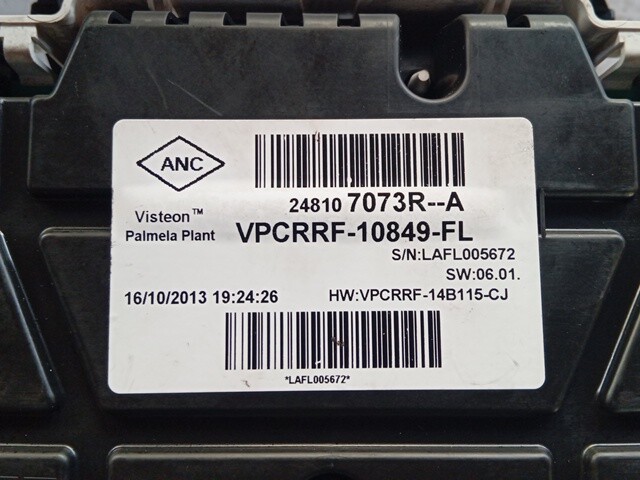 ANC
24810 7073R--A
Visteon™
Palmela Plant
VPCRRF-10849-FL
S/N:LAFL005672
SW:06.01.
16/10/2013 19:24:26
HW:VPCRRF-14B115-CJ
*LAFL005672*